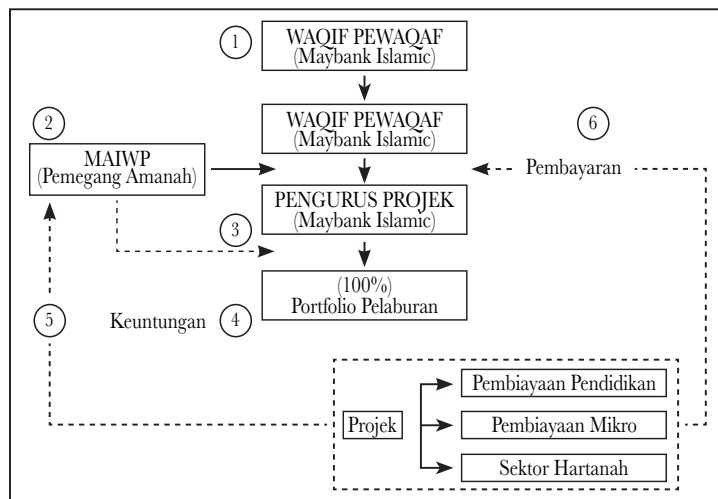 1
WAQIF PEWAQAF
(Maybank Islamic)
2
WAQIF PEWAQAF
(Maybank Islamic)
6
MAIWP
(Pemegang Amanah)
Pembayaran
PENGURUS PROJEK
(Maybank Islamic)
3
(100%)
Portfolio Pelaburan
5
Keuntungan
4
Projek
Pembiayaan Pendidikan
Pembiayaan Mikro
Sektor Hartanah